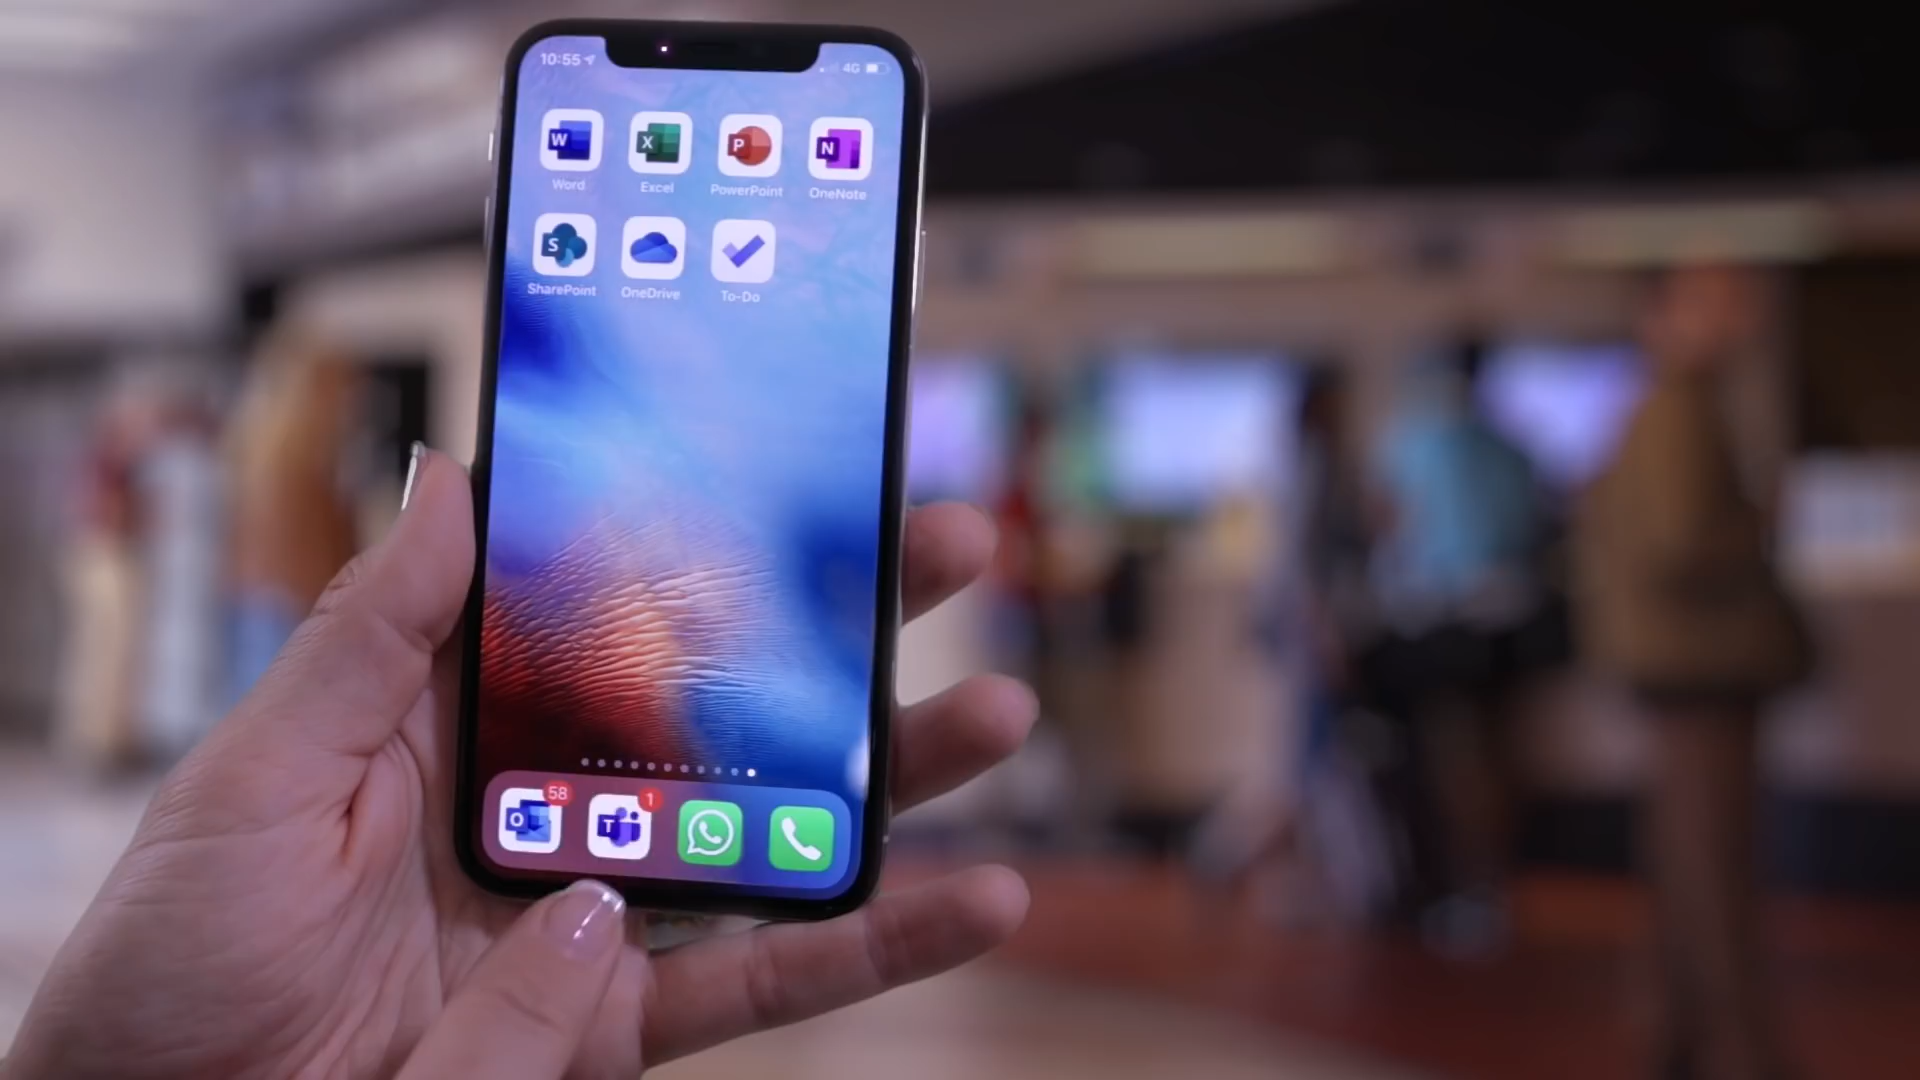 10:55 4G
W X P N
Word Excel PowerPoint OneNote
S
SharePoint OneDrive To-Do
58 1
O T